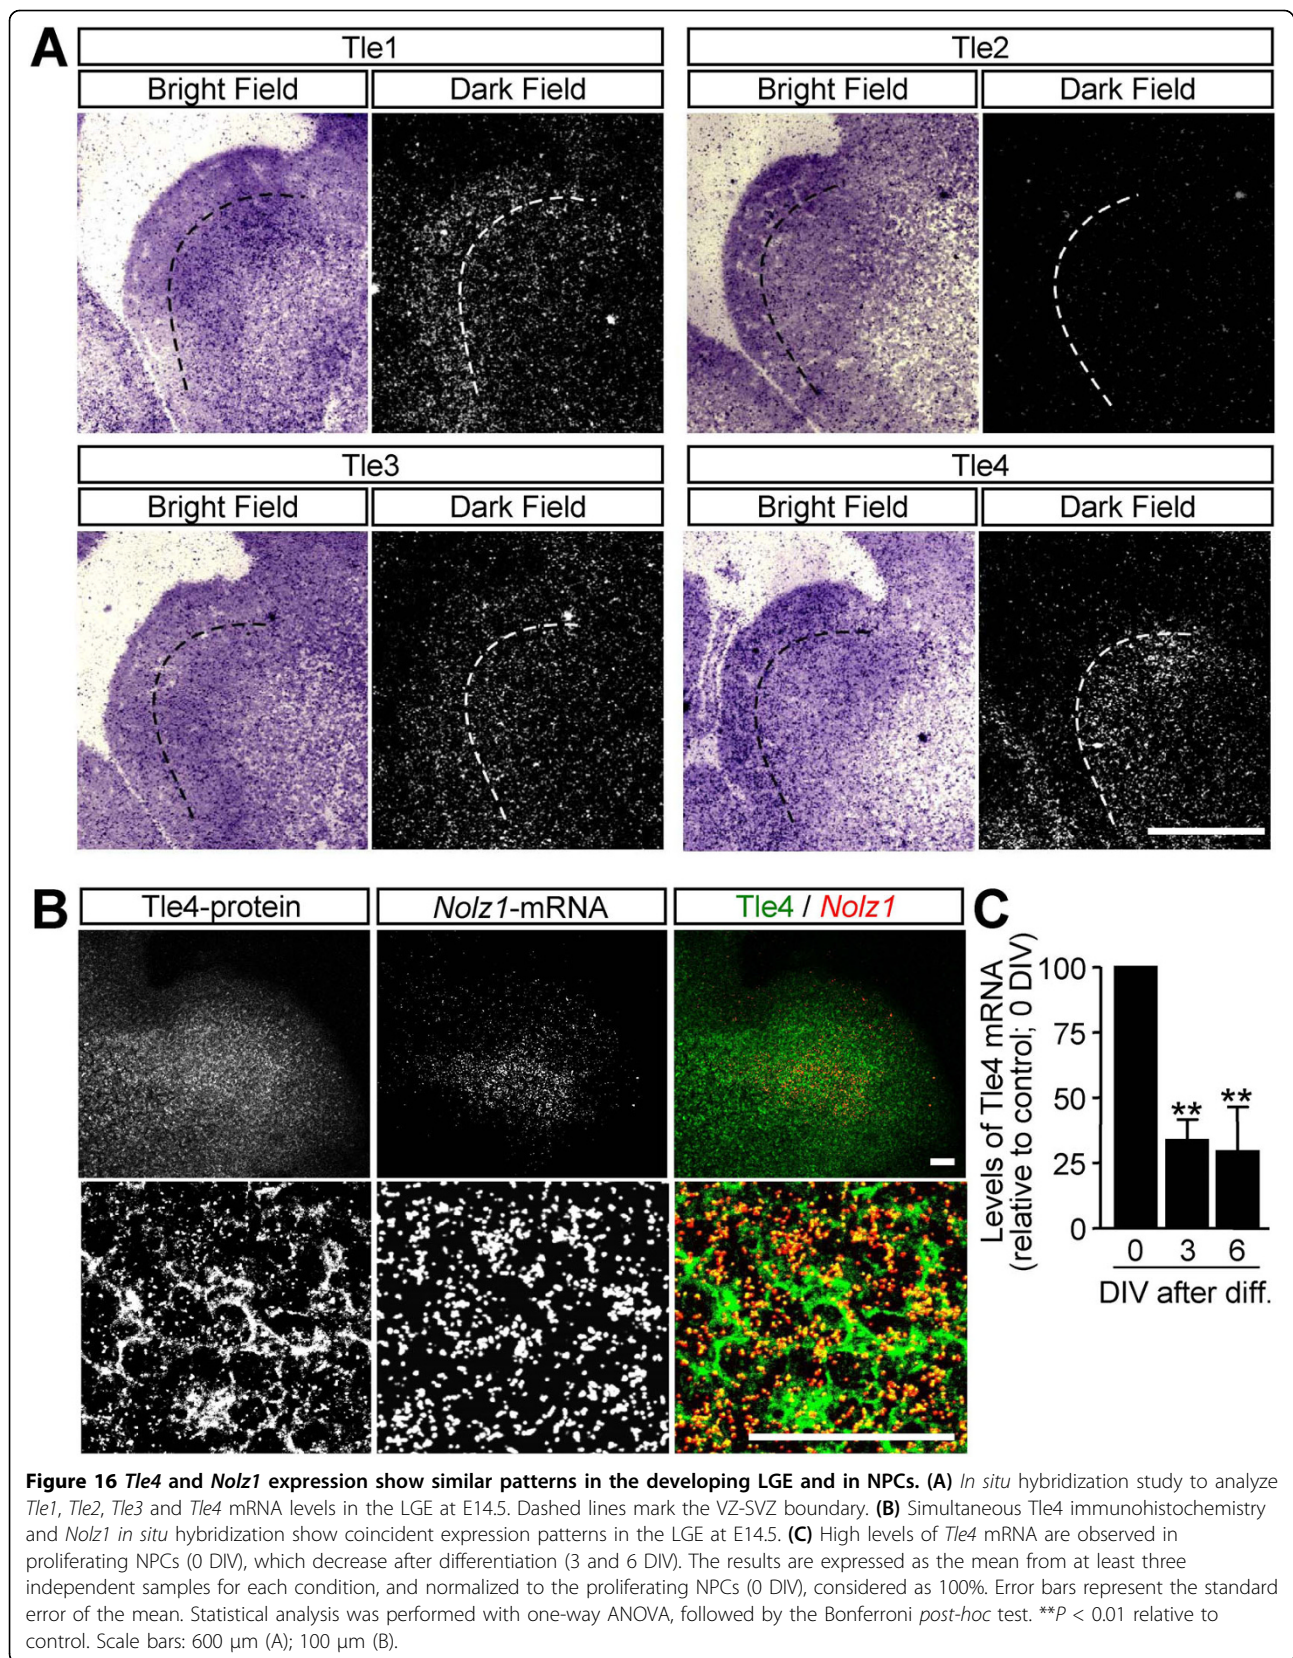 A
Tle1
Tle2
Bright Field
Dark Field
Bright Field
Dark Field
Tle3
Tle4
Bright Field
Dark Field
Bright Field
Dark Field
B
Tle4-protein
Nolz1-mRNA
Tle4 / Nolz1
C
Levels of Tle4 mRNA
(relative to control; 0 DIV)
100
75
50
25
0
**
**
0 3 6
DIV after diff.
Figure 16 Tle4 and Nolz1 expression show similar patterns in the developing LGE and in NPCs. (A) In situ hybridization study to analyze
Tle1, Tle2, Tle3 and Tle4 mRNA levels in the LGE at E14.5. Dashed lines mark the VZ-SVZ boundary. (B) Simultaneous Tle4 immunohistochemistry
and Nolz1 in situ hybridization show coincident expression patterns in the LGE at E14.5. (C) High levels of Tle4 mRNA are observed in
proliferating NPCs (0 DIV), which decrease after differentiation (3 and 6 DIV). The results are expressed as the mean from at least three
independent samples for each condition, and normalized to the proliferating NPCs (0 DIV), considered as 100%. Error bars represent the standard
error of the mean. Statistical analysis was performed with one-way ANOVA, followed by the Bonferroni post-hoc test. **P < 0.01 relative to
control. Scale bars: 600 μm (A); 100 μm (B).